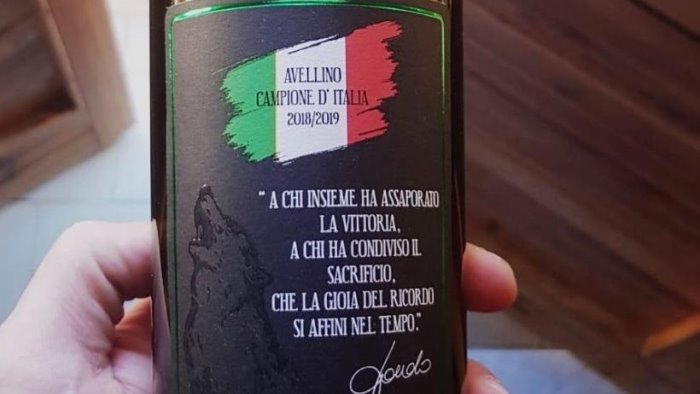 AVELLINO
CAMPIONE D' ITALIA
2018/2019
“ A CHI INSIEME HA ASSAPORATO
LA VITTORIA,
A CHI HA CONDIVISO IL
SACRIFICIO,
CHE LA GIOIA DEL RICORDO
SI AFFINI NEL TEMPO.”